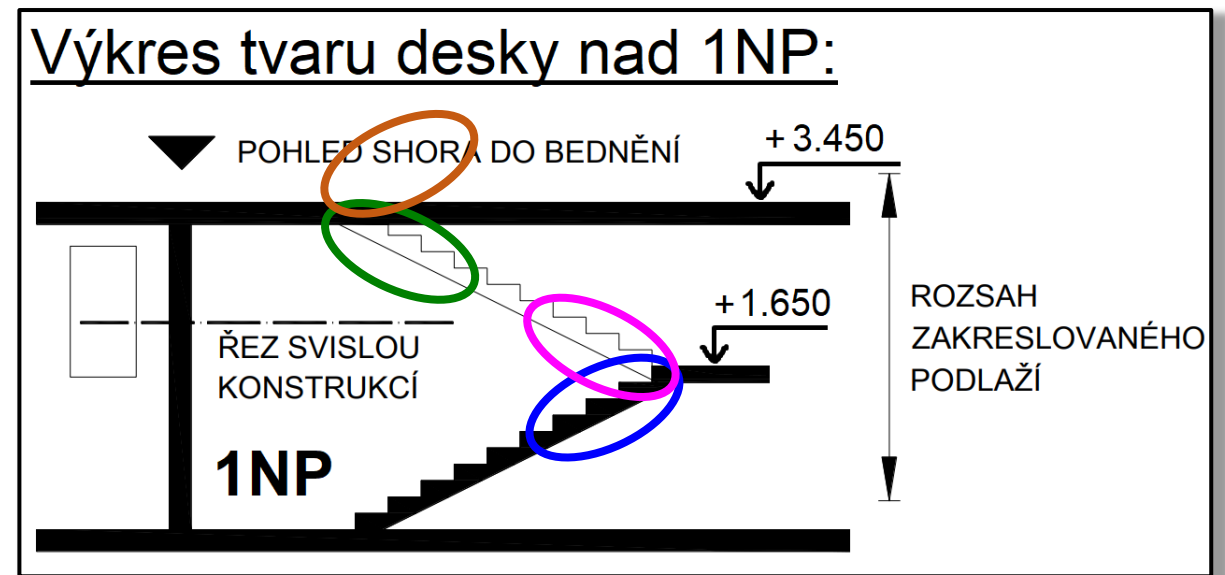 Výkres tvaru desky nad 1NP:
POHLED SHORA DO BEDNĚNÍ
+ 3.450
+1.650
ŘEZ SVISLOU
KONSTRUKCÍ
ROZSAH
ZAKRESLOVANÉHO
PODLAŽÍ
1NP